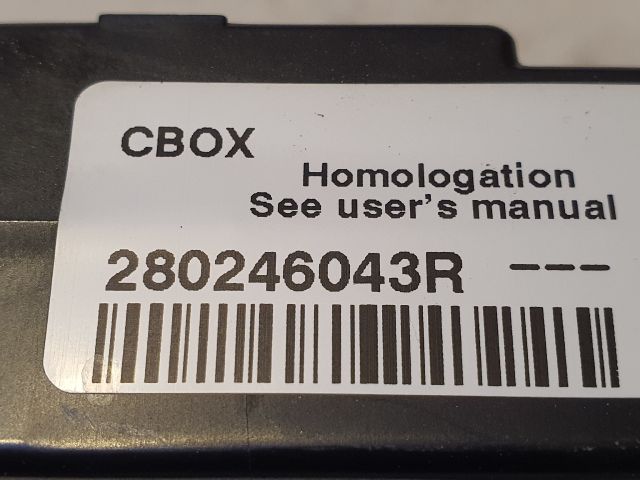 CBOX
Homologation
See user's manual
280246043R ---